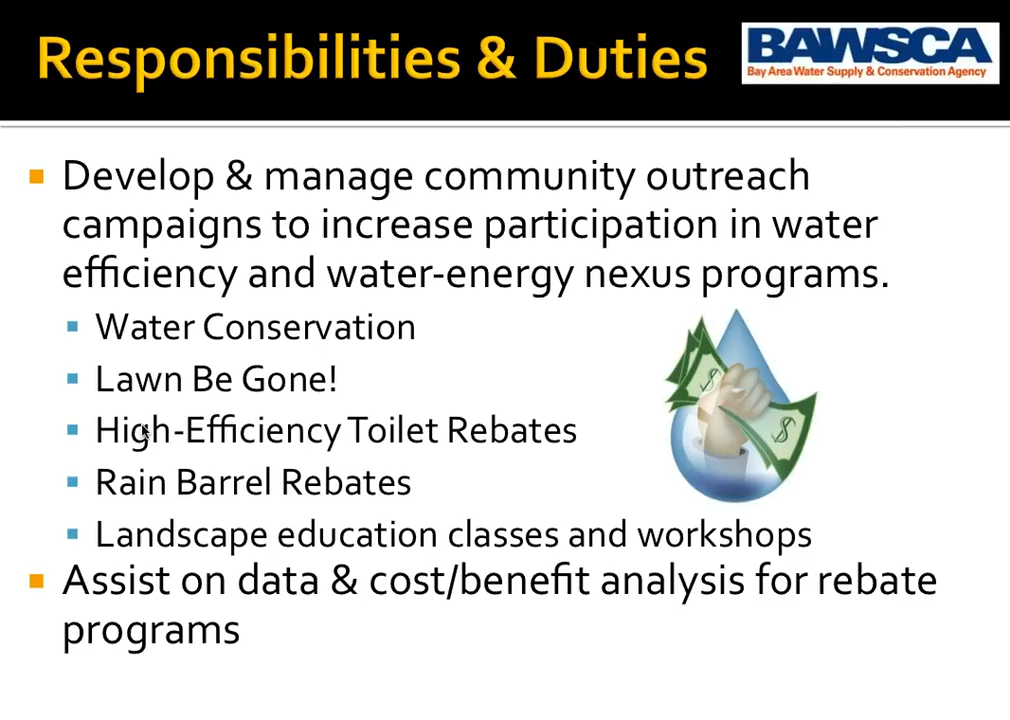 Responsibilities & Duties
BAWSCA
Bay Area Water Supply & Conservation Agency
Develop & manage community outreach
campaigns to increase participation in water
efficiency and water-energy nexus programs.
Water Conservation
Lawn Be Gone!
High-Efficiency Toilet Rebates
Rain Barrel Rebates
Landscape education classes and workshops
Assist on data & cost/benefit analysis for rebate
programs
$
$